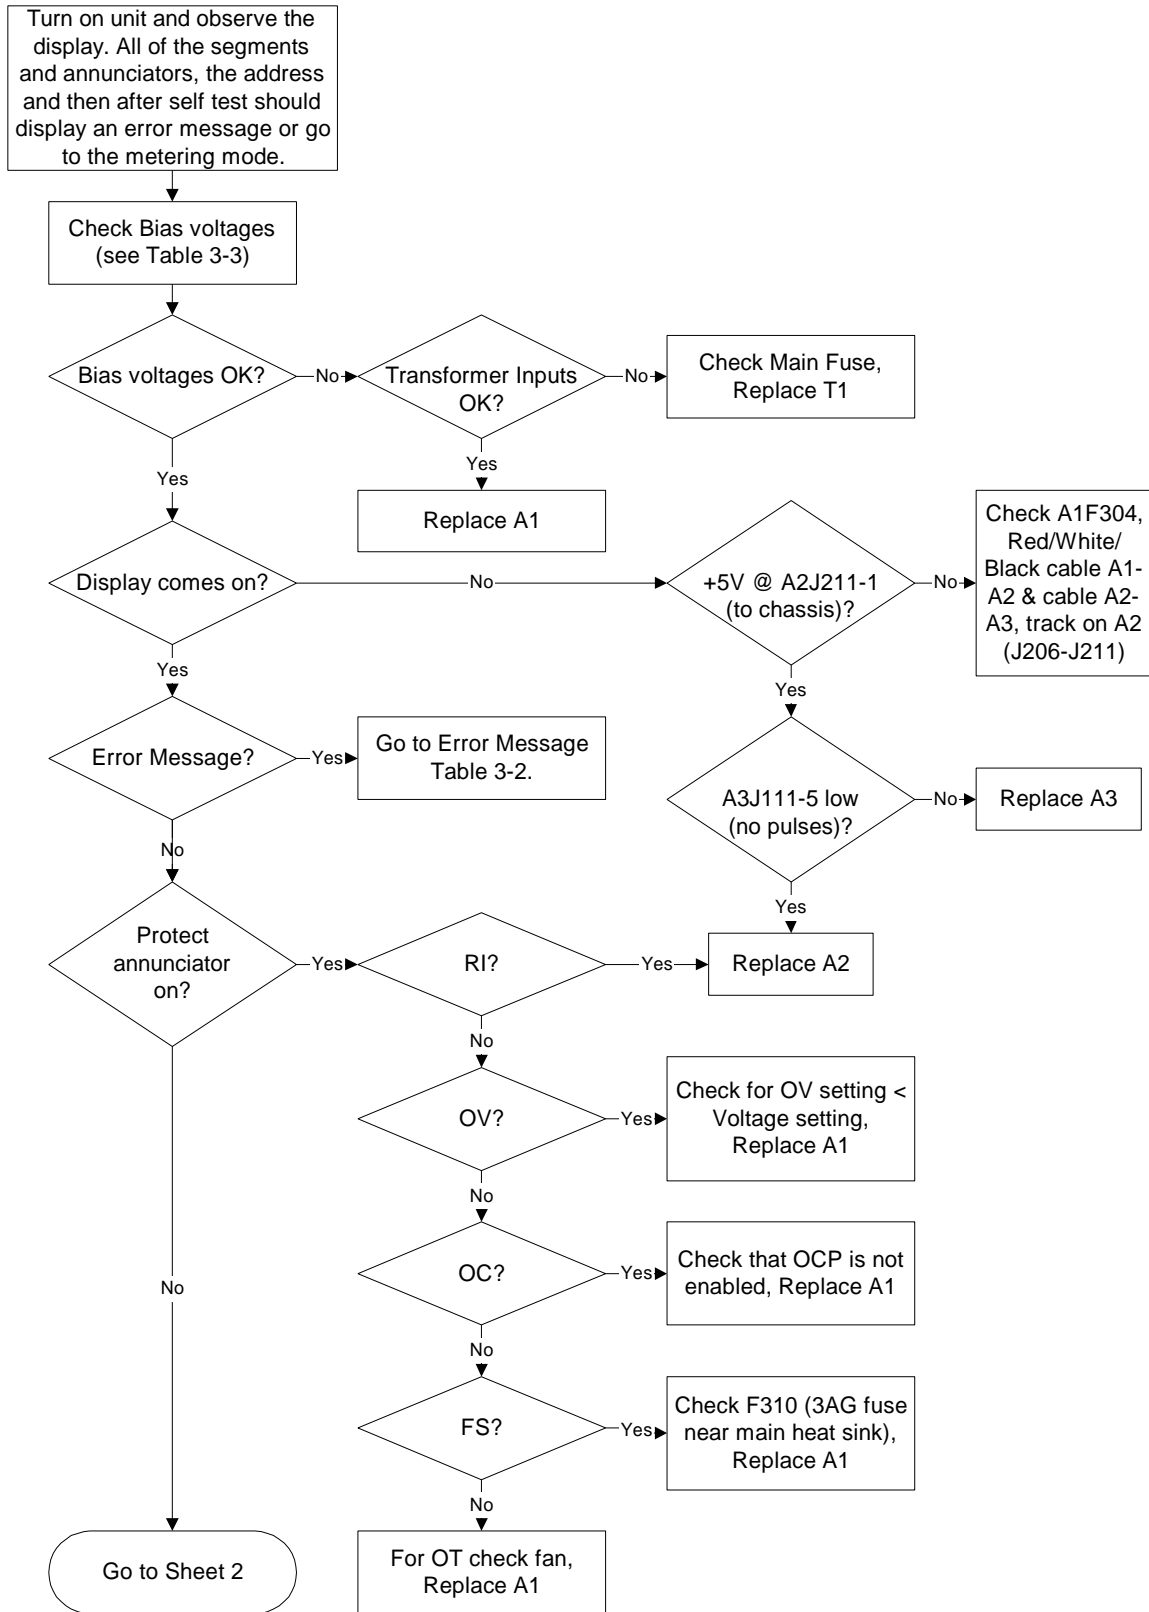 Turn on unit and observe the
display. All of the segments
and annunciators, the address
and then after self test should
display an error message or go
to the metering mode.
Check Bias voltages
(see Table 3-3)
Bias voltages OK?
No
Transformer Inputs
OK?
No
Check Main Fuse,
Replace T1
Yes
Yes
Replace A1
Display comes on?
No
+5V @ A2J211-1
(to chassis)?
No
Check A1F304,
Red/White/
Black cable A1-
A2 & cable A2-
A3, track on A2
(J206-J211)
Yes
Yes
Error Message?
Yes
Go to Error Message
Table 3-2.
A3J111-5 low
(no pulses)?
No
Replace A3
No
Yes
Protect
annunciator
on?
Yes
RI?
Yes
Replace A2
No
OV?
Yes
Check for OV setting <
Voltage setting,
Replace A1
No
OC?
Yes
Check that OCP is not
enabled, Replace A1
No
No
FS?
Yes
Check F310 (3AG fuse
near main heat sink),
Replace A1
No
Go to Sheet 2
For OT check fan,
Replace A1